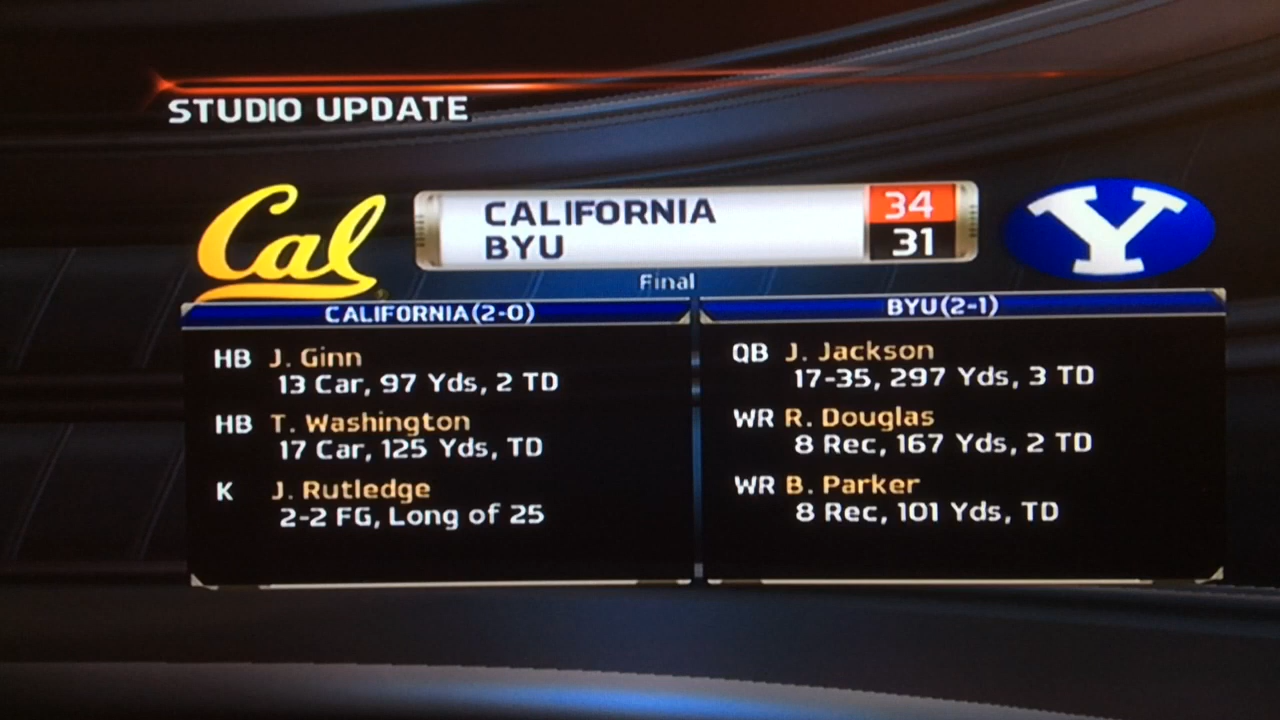 STUDIO UPDATE
Cal
CALIFORNIA 34
BYU 31
Y
Final
CALIFORNIA(2-0)
HB J. Ginn
13 Car, 97 Yds, 2 TD
HB T. Washington
17 Car, 125 Yds, TD
K J. Rutledge
2-2 FG, Long of 25
BYU(2-1)
QB J. Jackson
17-35, 297 Yds, 3 TD
WR R. Douglas
8 Rec, 167 Yds, 2 TD
WR B. Parker
8 Rec, 101 Yds, TD